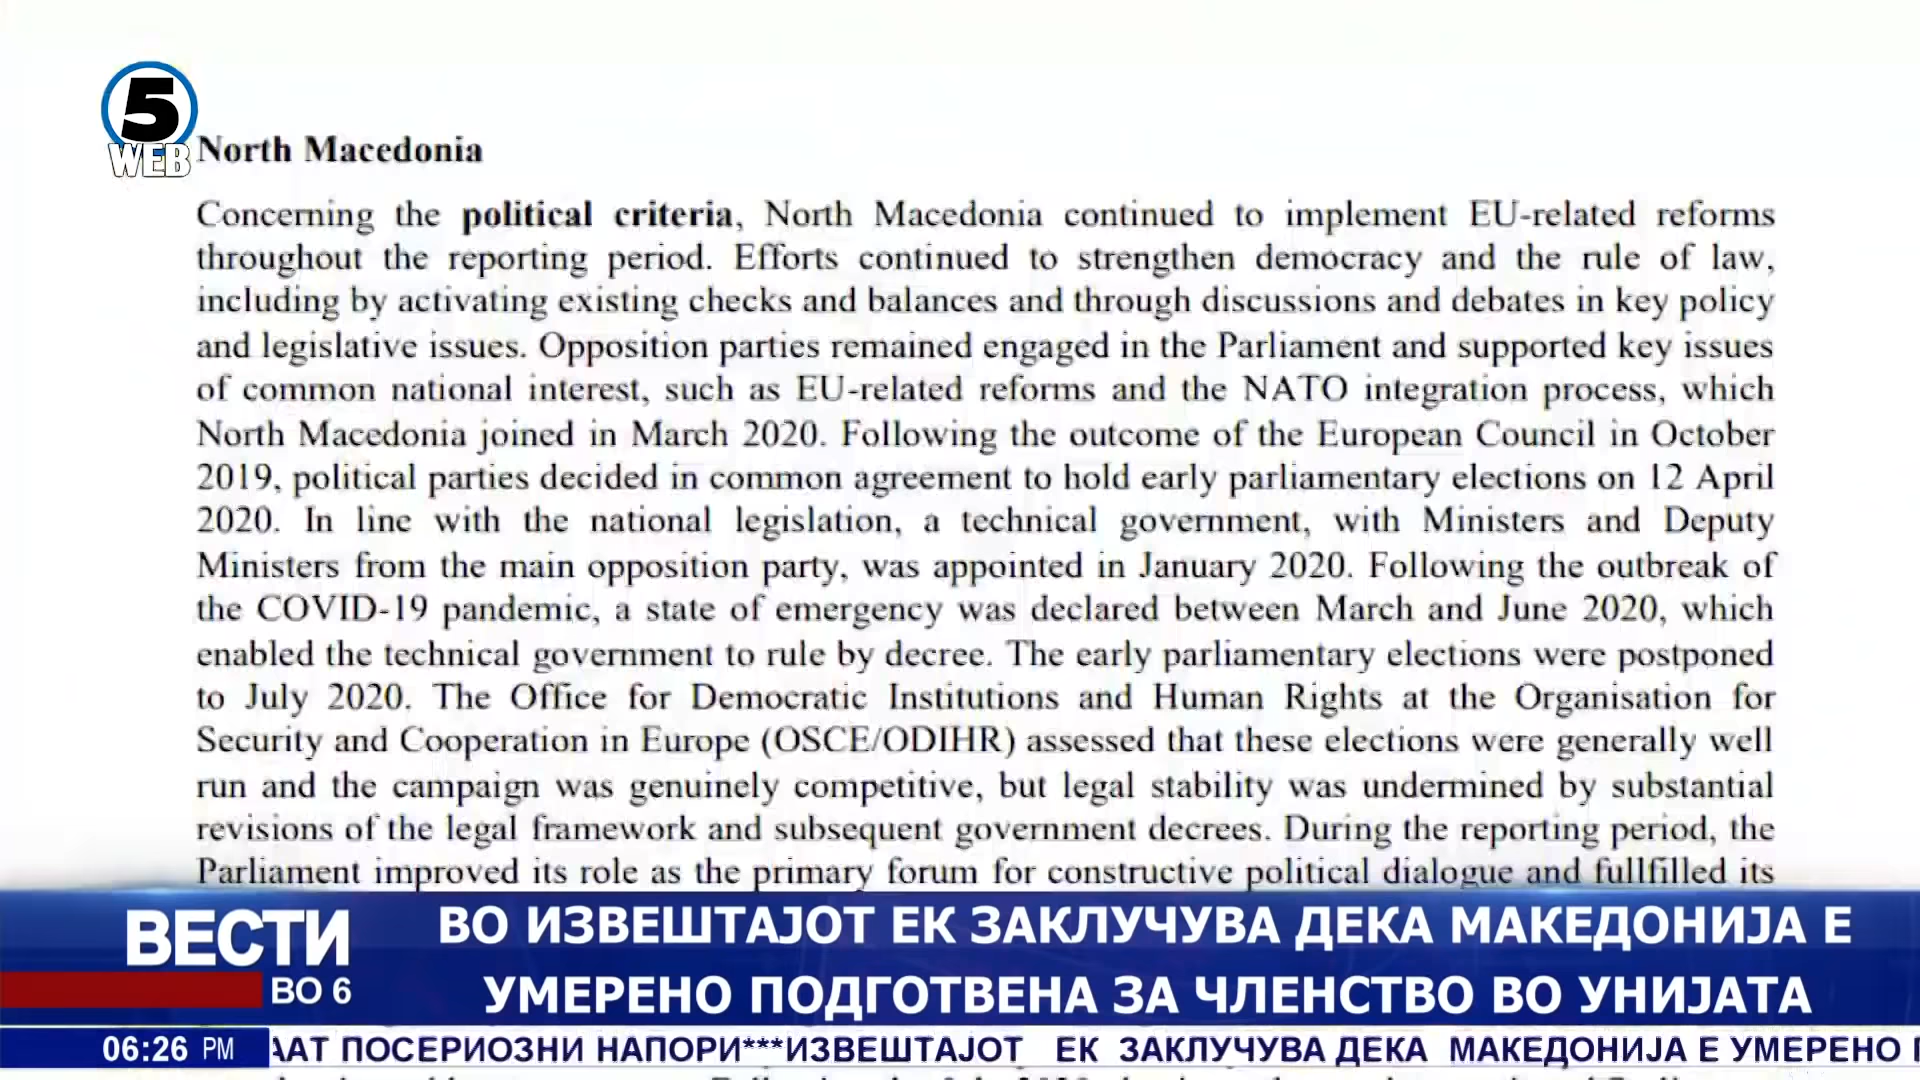 5
WEB
North Macedonia
Concerning the political criteria, North Macedonia continued to implement EU-related reforms
throughout the reporting period. Efforts continued to strengthen democracy and the rule of law,
including by activating existing checks and balances and through discussions and debates in key policy
and legislative issues. Opposition parties remained engaged in the Parliament and supported key issues
of common national interest, such as EU-related reforms and the NATO integration process, which
North Macedonia joined in March 2020. Following the outcome of the European Council in October
2019, political parties decided in common agreement to hold early parliamentary elections on 12 April
2020. In line with the national legislation, a technical government, with Ministers and Deputy
Ministers from the main opposition party, was appointed in January 2020. Following the outbreak of
the COVID-19 pandemic, a state of emergency was declared between March and June 2020, which
enabled the technical government to rule by decree. The early parliamentary elections were postponed
to July 2020. The Office for Democratic Institutions and Human Rights at the Organisation for
Security and Cooperation in Europe (OSCE/ODIHR) assessed that these elections were generally well
run and the campaign was genuinely competitive, but legal stability was undermined by substantial
revisions of the legal framework and subsequent government decrees. During the reporting period, the
Parliament improved its role as the primary forum for constructive political dialogue and fullfilled its
ВЕСТИ
ВО 6
ВО ИЗВЕШТАЈОТ ЕК ЗАКЛУЧУВА ДЕКА МАКЕДОНИЈА Е
УМЕРЕНО ПОДГОТВЕНА ЗА ЧЛЕНСТВО ВО УНИЈАТА
06:26 PM
ААТ ПОСЕРИОЗНИ НАПОРИ***ИЗВЕШТАЈОТ ЕК ЗАКЛУЧУВА ДЕКА МАКЕДОНИЈА Е УМЕРЕНО